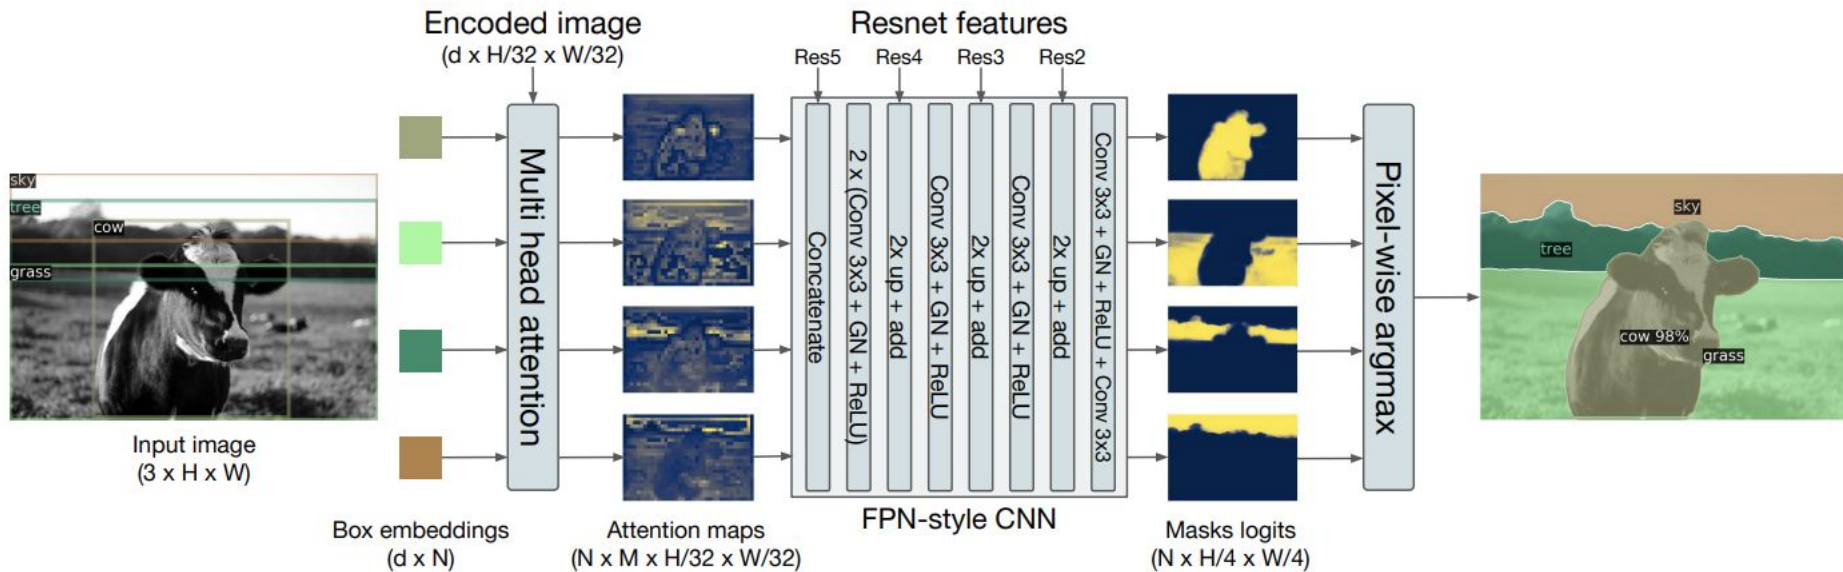 Encoded image
(d x H/32 x W/32)
Resnet features
Res5
Res4
Res3
Res2
sky
tree
cow
grass
Input image
(3 x H x W)
Box embeddings
(d x N)
Multi head attention
Attention maps
(N x M x H/32 x W/32)
Concatenate
2 x (Conv 3x3 + GN + ReLU)
2x up + add
Conv 3x3 + GN + ReLU
2x up + add
Conv 3x3 + GN + ReLU
2x up + add
Conv 3x3 + GN + ReLU + Conv 3x3
FPN-style CNN
Masks logits
(N x H/4 x W/4)
Pixel-wise argmax
sky
tree
cow 98%
grass